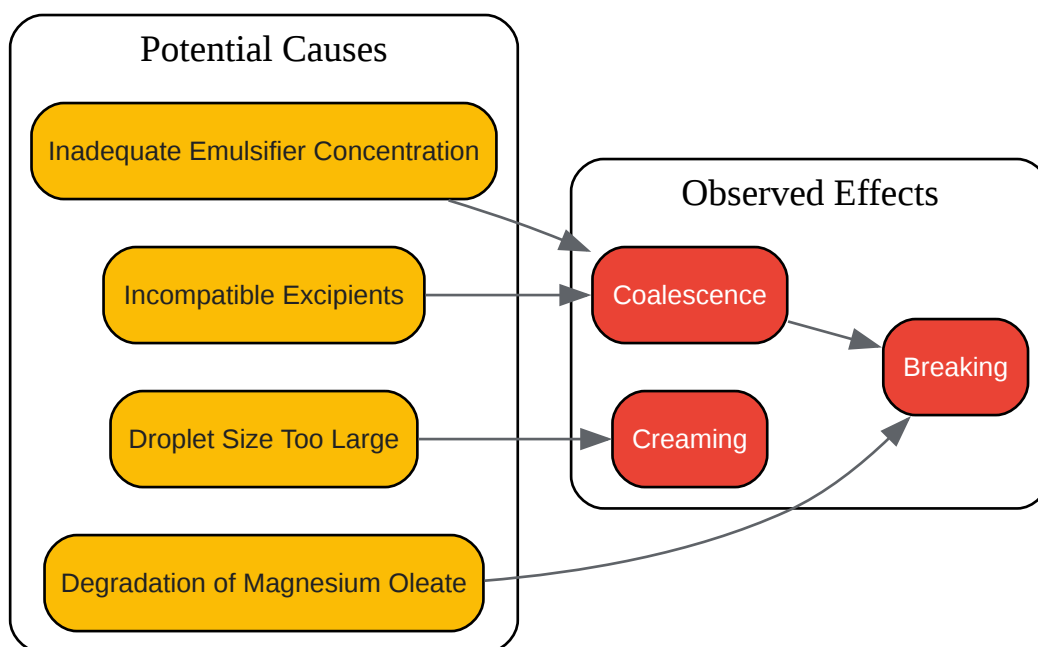 Potential Causes
Inadequate Emulsifier Concentration
Incompatible Excipients
Droplet Size Too Large
Degradation of Magnesium Oleate
Observed Effects
Coalescence
Creaming
Breaking